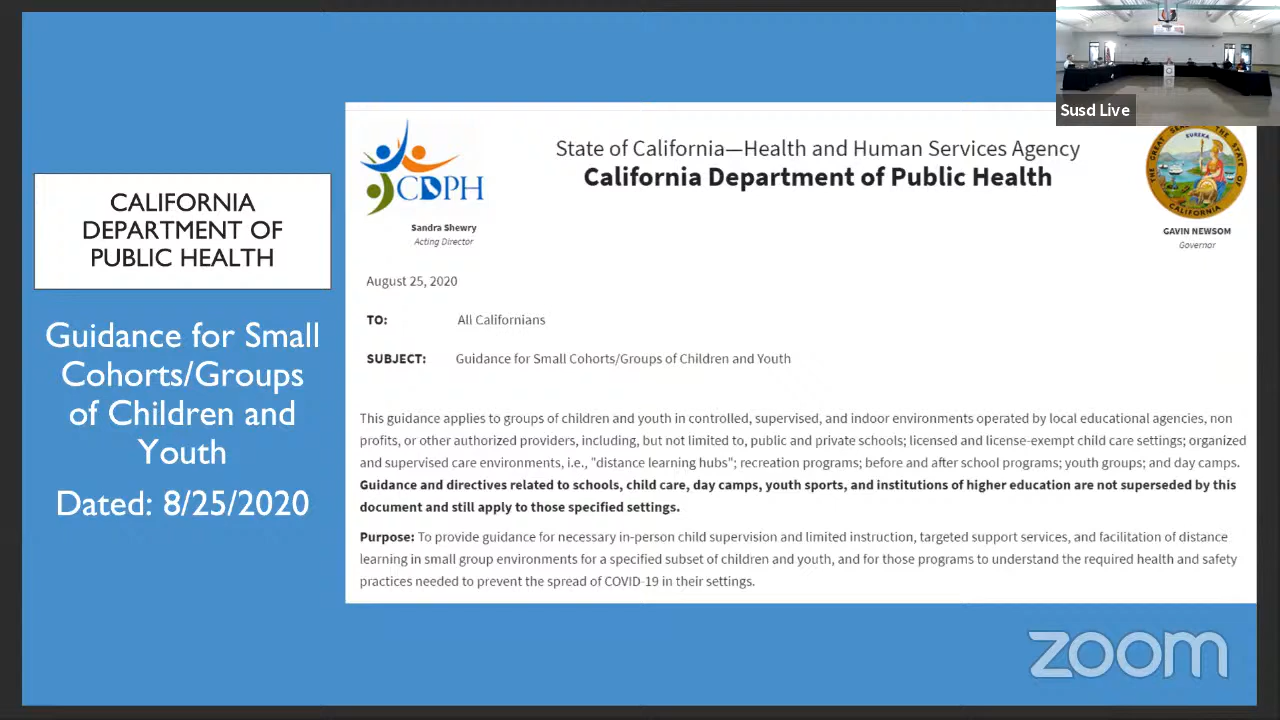 Susd Live
CALIFORNIA
DEPARTMENT OF
PUBLIC HEALTH
Guidance for Small
Cohorts/Groups
of Children and
Youth
Dated: 8/25/2020
CDPH
Sandra Shewry
Acting Director
State of California—Health and Human Services Agency
California Department of Public Health
EUREKA
THE GREAT SEAL OF THE STATE OF CALIFORNIA
GAVIN NEWSOM
Governor
August 25, 2020
TO: All Californians
SUBJECT: Guidance for Small Cohorts/Groups of Children and Youth
This guidance applies to groups of children and youth in controlled, supervised, and indoor environments operated by local educational agencies, non
profits, or other authorized providers, including, but not limited to, public and private schools; licensed and license-exempt child care settings; organized
and supervised care environments, i.e., "distance learning hubs"; recreation programs; before and after school programs; youth groups; and day camps.
Guidance and directives related to schools, child care, day camps, youth sports, and institutions of higher education are not superseded by this
document and still apply to those specified settings.
Purpose: To provide guidance for necessary in-person child supervision and limited instruction, targeted support services, and facilitation of distance
learning in small group environments for a specified subset of children and youth, and for those programs to understand the required health and safety
practices needed to prevent the spread of COVID-19 in their settings.
zoom